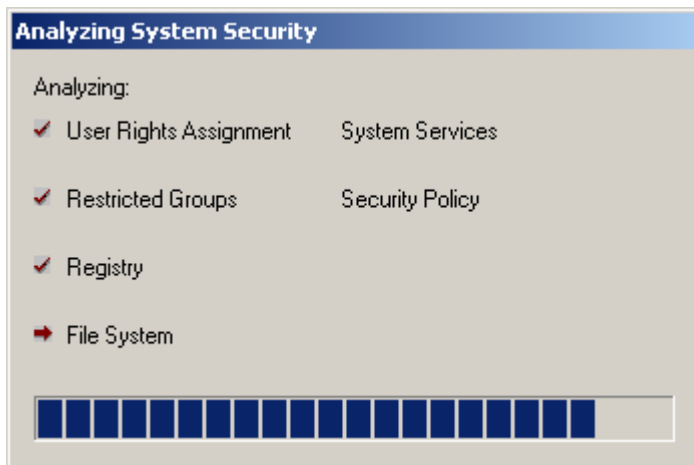 Analyzing System Security
Analyzing:
User Rights Assignment System Services
Restricted Groups Security Policy
Registry
File System